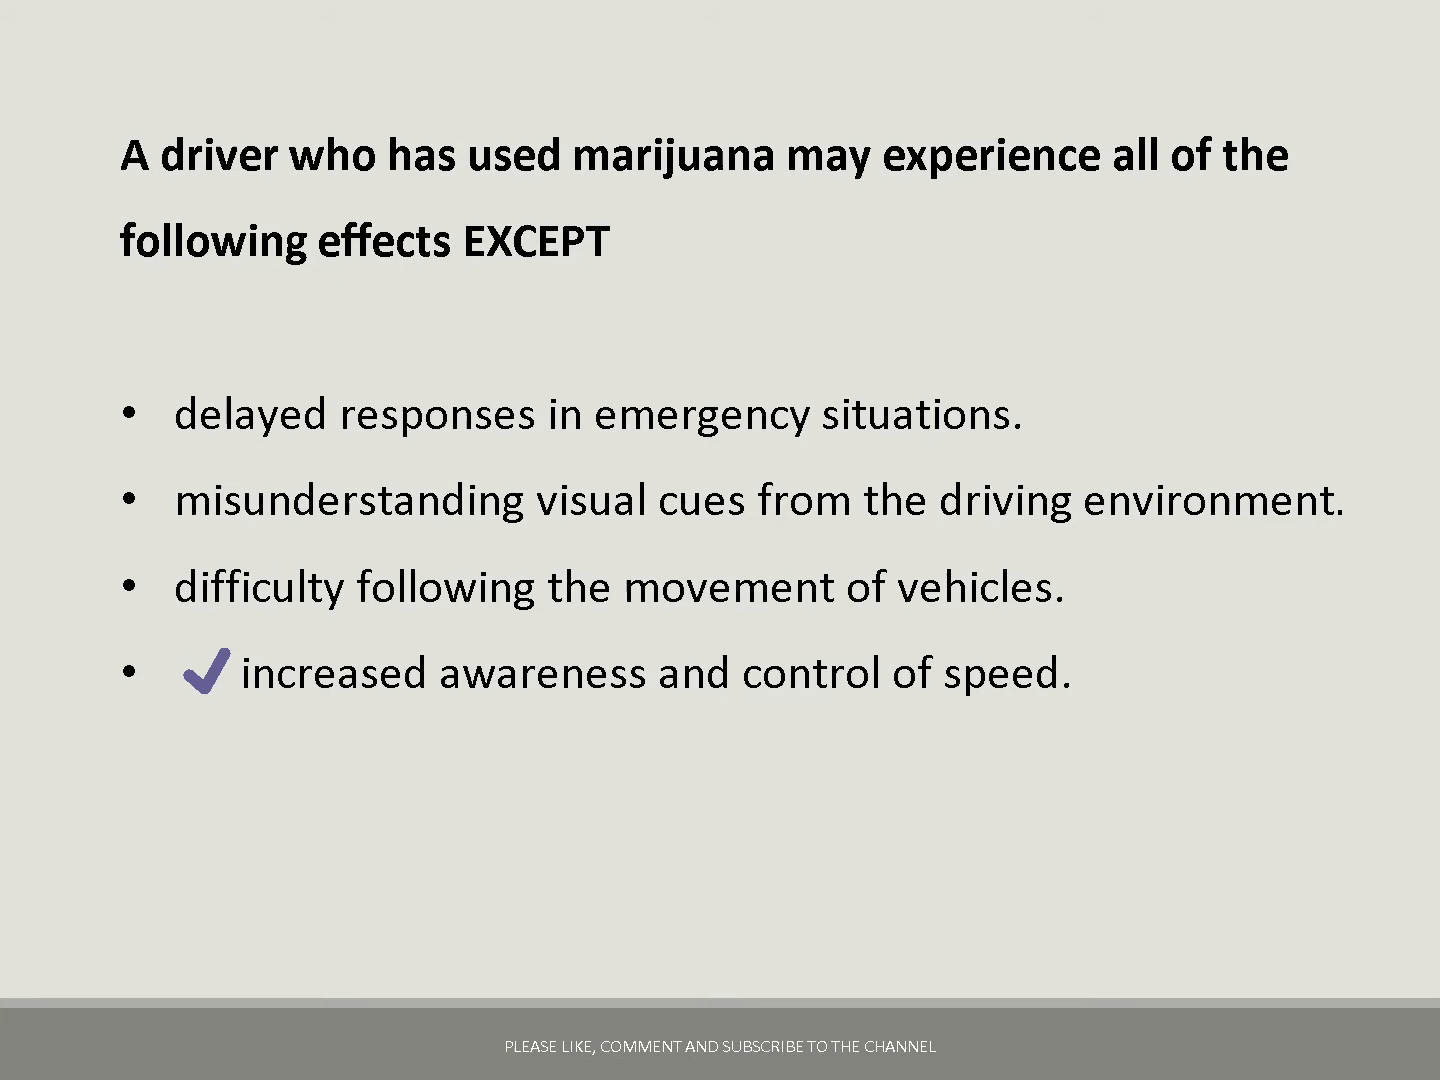 A driver who has used marijuana may experience all of the
following effects EXCEPT
• delayed responses in emergency situations.
• misunderstanding visual cues from the driving environment.
• difficulty following the movement of vehicles.
• ✔ increased awareness and control of speed.
PLEASE LIKE, COMMENT AND SUBSCRIBE TO THE CHANNEL